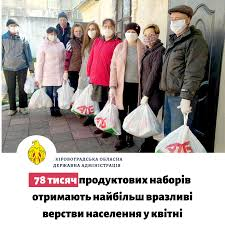 КІРОВОГРАДСЬКА ОБЛАСНА
ДЕРЖАВНА АДМІНІСТРАЦІЯ
78 тисяч продуктових наборів
отримають найбільш вразливі
верстви населення у квітні